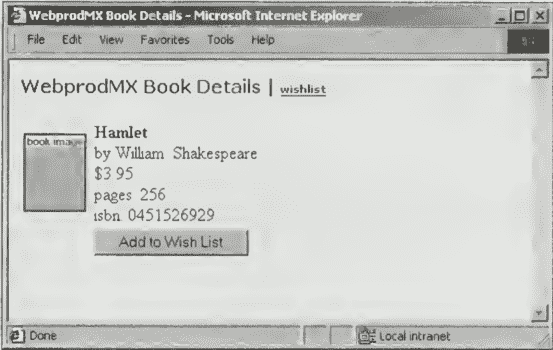 WebprodMX Book Details - Microsoft Internet Explorer
File Edit View Favorites Tools Help
WebprodMX Book Details | wishlist
book image
Hamlet
by William Shakespeare
$3 95
pages 256
isbn 0451526929
Add to Wish List
Done
Local intranet